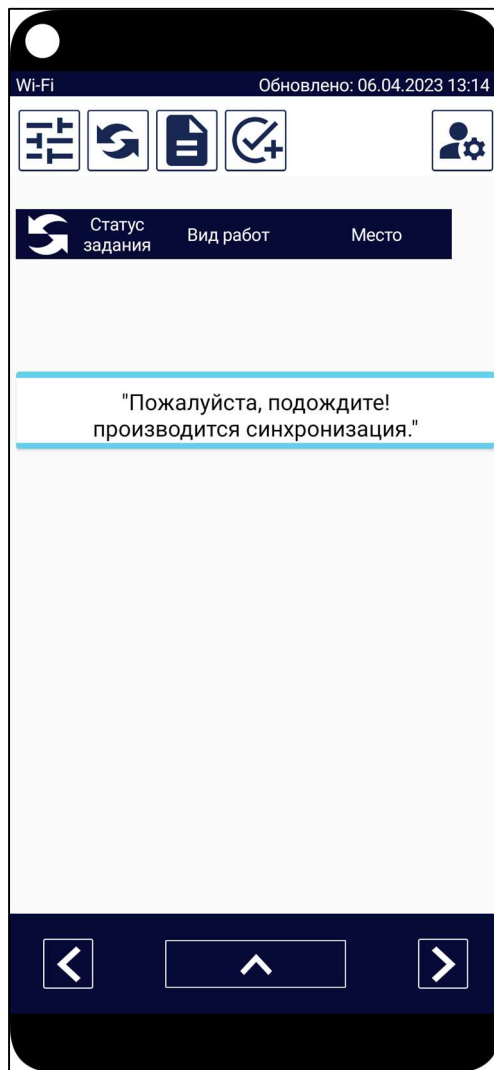 Wi-Fi
Обновлено: 06.04.2023 13:14
Статус
задания
Вид работ
Место
"Пожалуйста, подождите!
производится синхронизация."